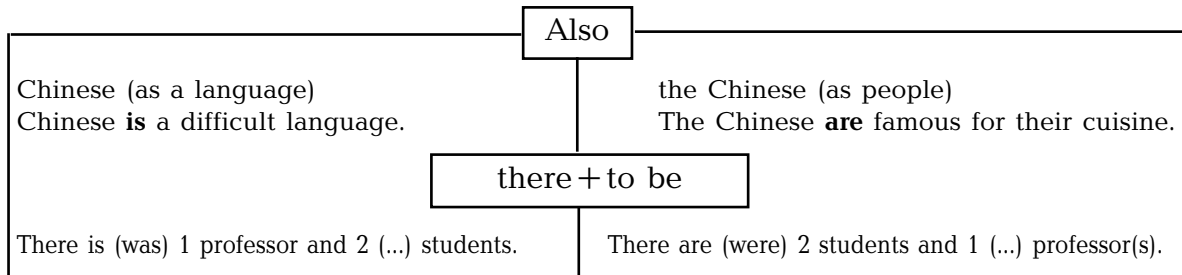 Also
Chinese (as a language)
Chinese is a difficult language.
the Chinese (as people)
The Chinese are famous for their cuisine.
there+to be
There is (was) 1 professor and 2 (...) students.
There are (were) 2 students and 1 (...) professor(s).